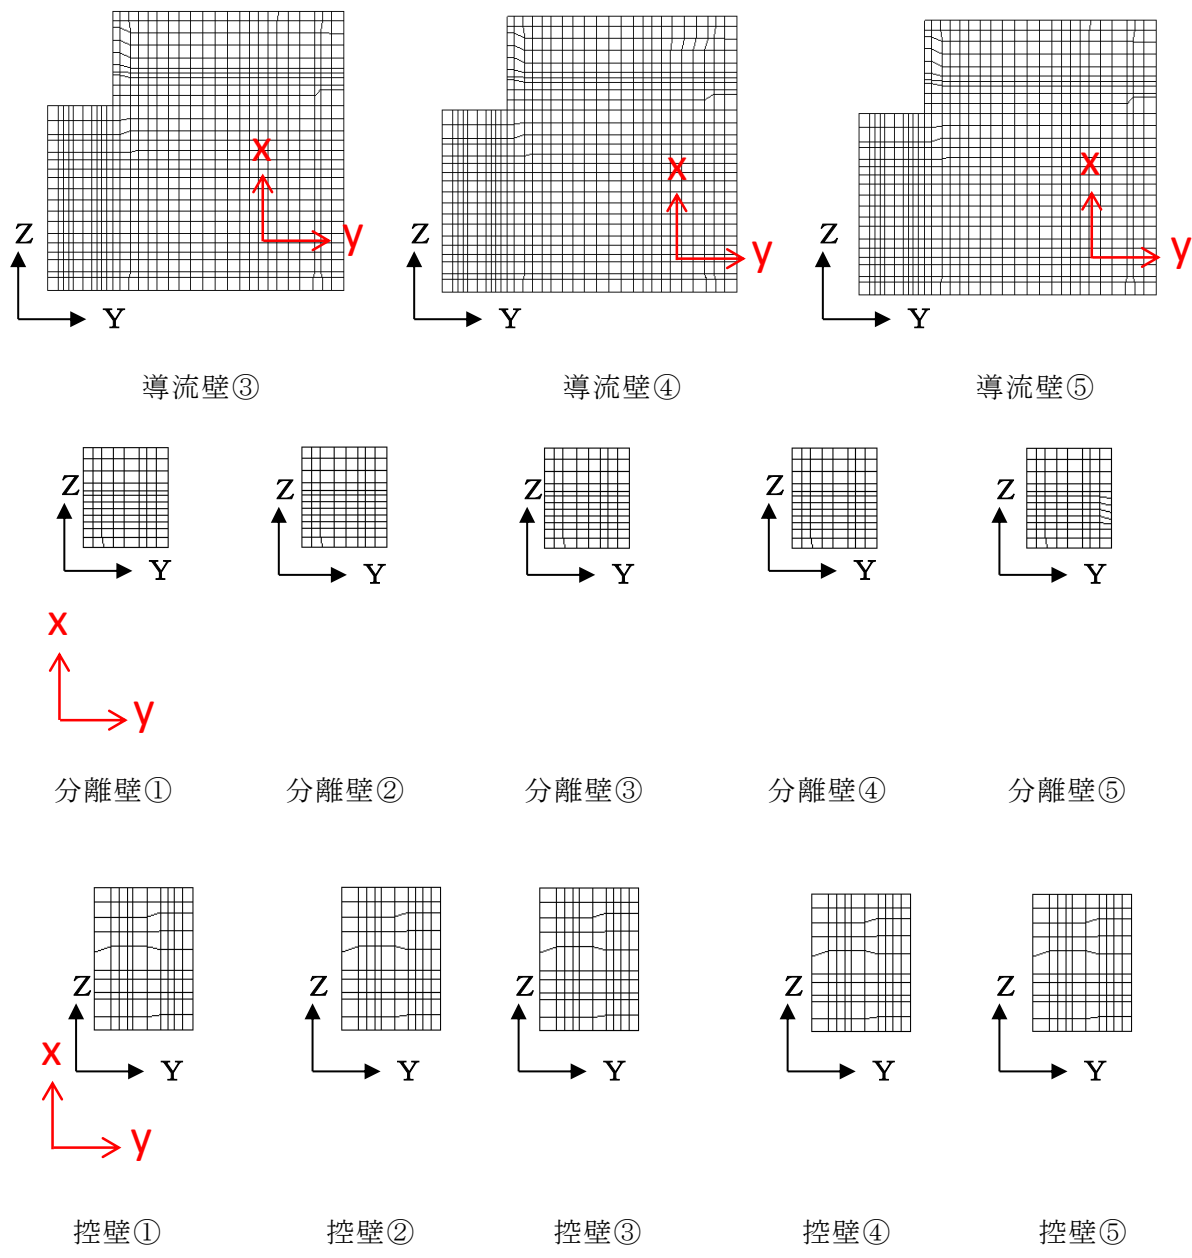 x x x
Z y Z y Z y
Y Y Y
導流壁③ 導流壁④ 導流壁⑤
Z Z Z Z Z
Y Y Y Y Y
x
y
分離壁① 分離壁② 分離壁③ 分離壁④ 分離壁⑤
Z Z Z Z Z
x Y Y Y Y Y
y
控壁① 控壁② 控壁③ 控壁④ 控壁⑤